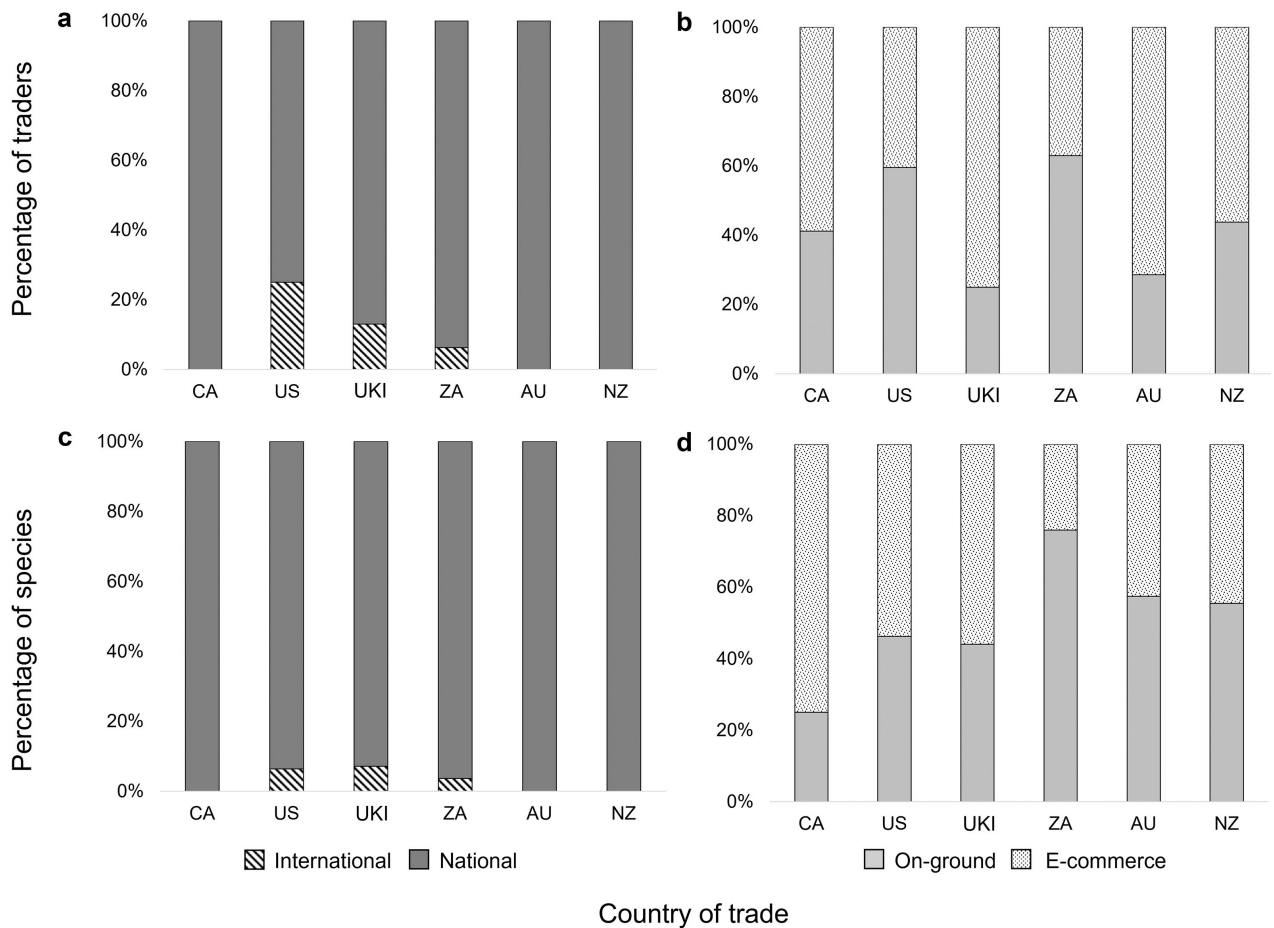 a
Percentage of traders
100%
80%
60%
40%
20%
0%
CA US UKI ZA AU NZ
b
100%
80%
60%
40%
20%
0%
CA US UKI ZA AU NZ
c
Percentage of species
100%
80%
60%
40%
20%
0%
CA US UKI ZA AU NZ
International National
d
100%
80%
60%
40%
20%
0%
CA US UKI ZA AU NZ
On-ground E-commerce
Country of trade